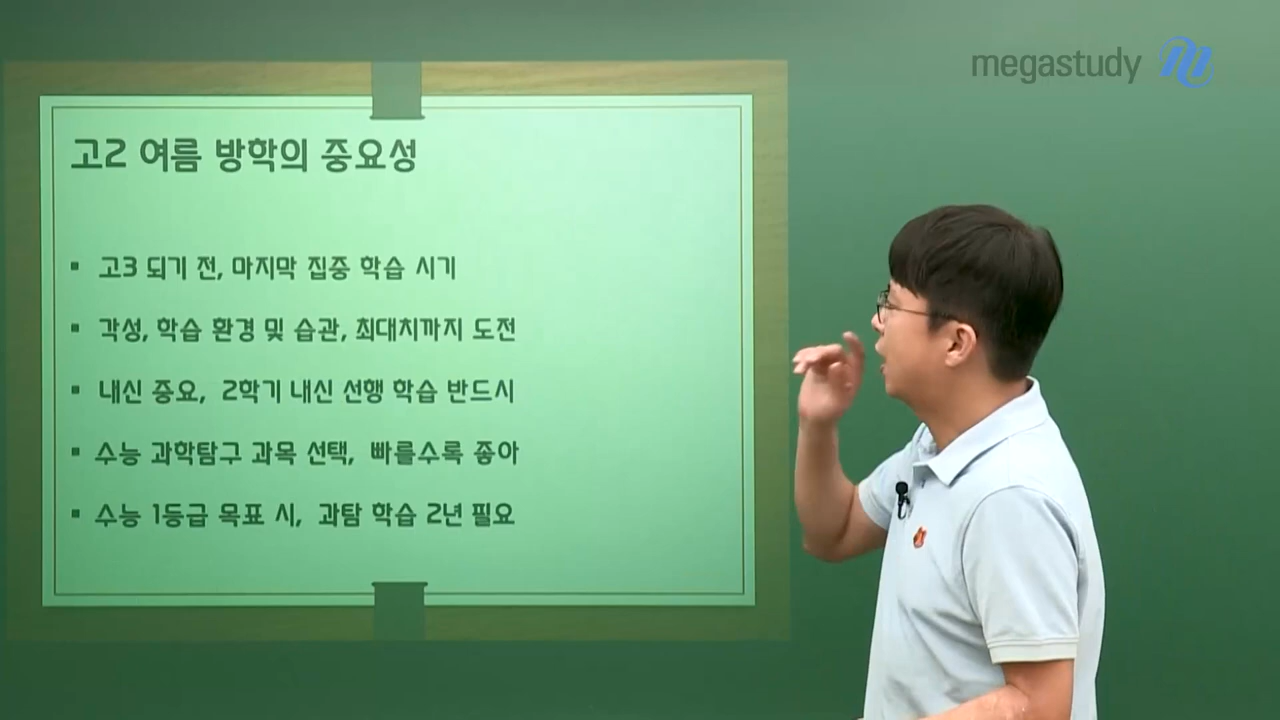 megastudy
고2 여름 방학의 중요성
▪ 고3 되기 전, 마지막 집중 학습 시기
▪ 각성, 학습 환경 및 습관, 최대치까지 도전
▪ 내신 중요, 2학기 내신 선행 학습 반드시
▪ 수능 과학탐구 과목 선택, 빠를수록 좋아
▪ 수능 1등급 목표 시, 과탐 학습 2년 필요